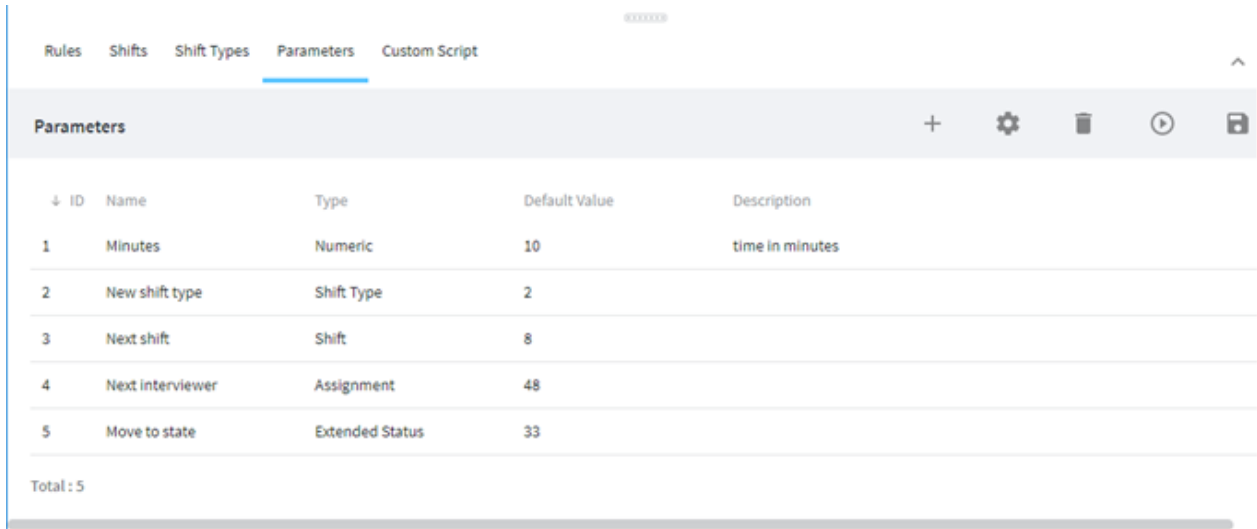 Rules Shifts Shift Types Parameters Custom Script
Parameters
ID Name Type Default Value Description
1 Minutes Numeric 10 time in minutes
2 New shift type Shift Type 2
3 Next shift Shift 8
4 Next interviewer Assignment 48
5 Move to state Extended Status 33
Total : 5